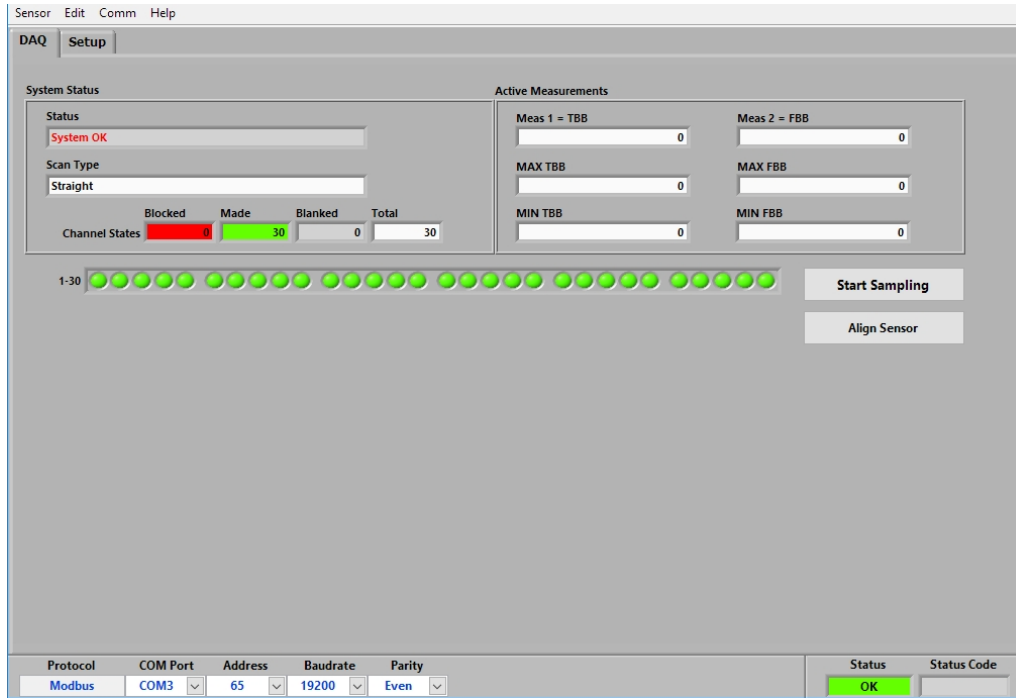 Sensor Edit Comm Help
DAQ Setup
System Status
Active Measurements
Status
System OK
Scan Type
Straight
Blocked Made Blanked Total
Channel States 0 30 0 30
Meas 1 = TBB Meas 2 = FBB
0 0
MAX TBB MAX FBB
0 0
MIN TBB MIN FBB
0 0
1-30
Start Sampling
Align Sensor
Protocol COM Port Address Baudrate Parity
Modbus COM3 65 19200 Even
Status Status Code
OK